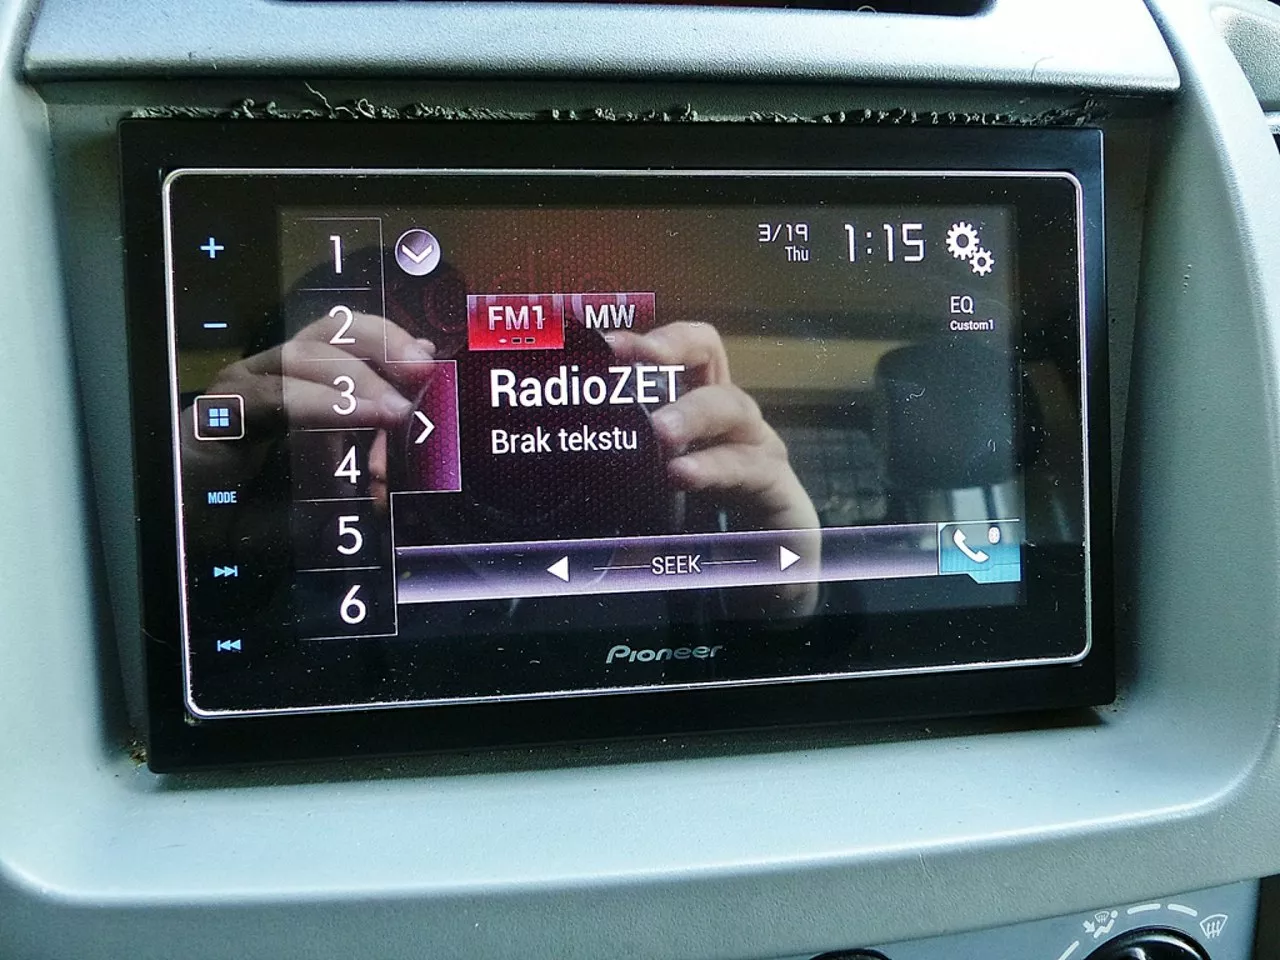 1
2
3
4
5
6
MODE
3/19
Thu
1:15
EQ
Custom1
FM1
MW
RadioZET
Brak tekstu
SEEK
Pioneer